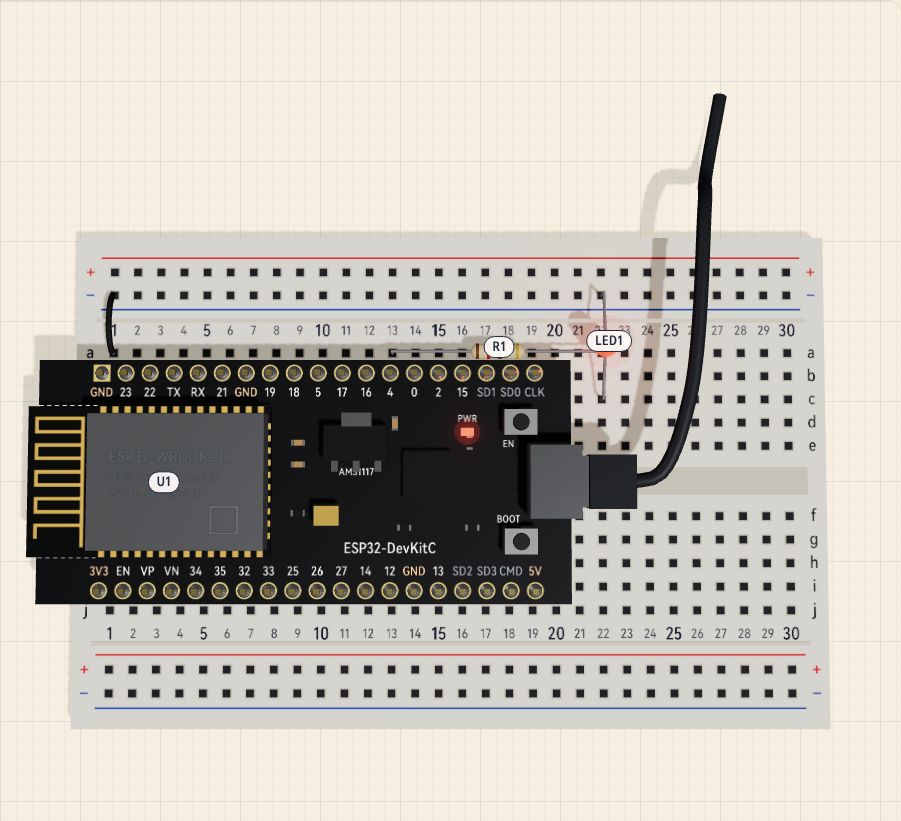 + +
− −
1 2 3 4 5 6 7 8 9 10 11 12 13 14 15 16 17 18 19 20 21 22 23 24 25 26 27 28 29 30
a R1 LED1 a
b
GND 23 22 TX RX 21 GND 19 18 5 17 16 4 0 2 15 SD1 SD0 CLK c
PWR
d
EN e
ESP32-WROOM-32
AMS1117
U1
BOOT f
g
ESP32-DevKitC
3V3 EN VP VN 34 35 32 33 25 26 27 14 12 GND 13 SD2 SD3 CMD 5V h
i
j j
1 2 3 4 5 6 7 8 9 10 11 12 13 14 15 16 17 18 19 20 21 22 23 24 25 26 27 28 29 30
+ +
− −